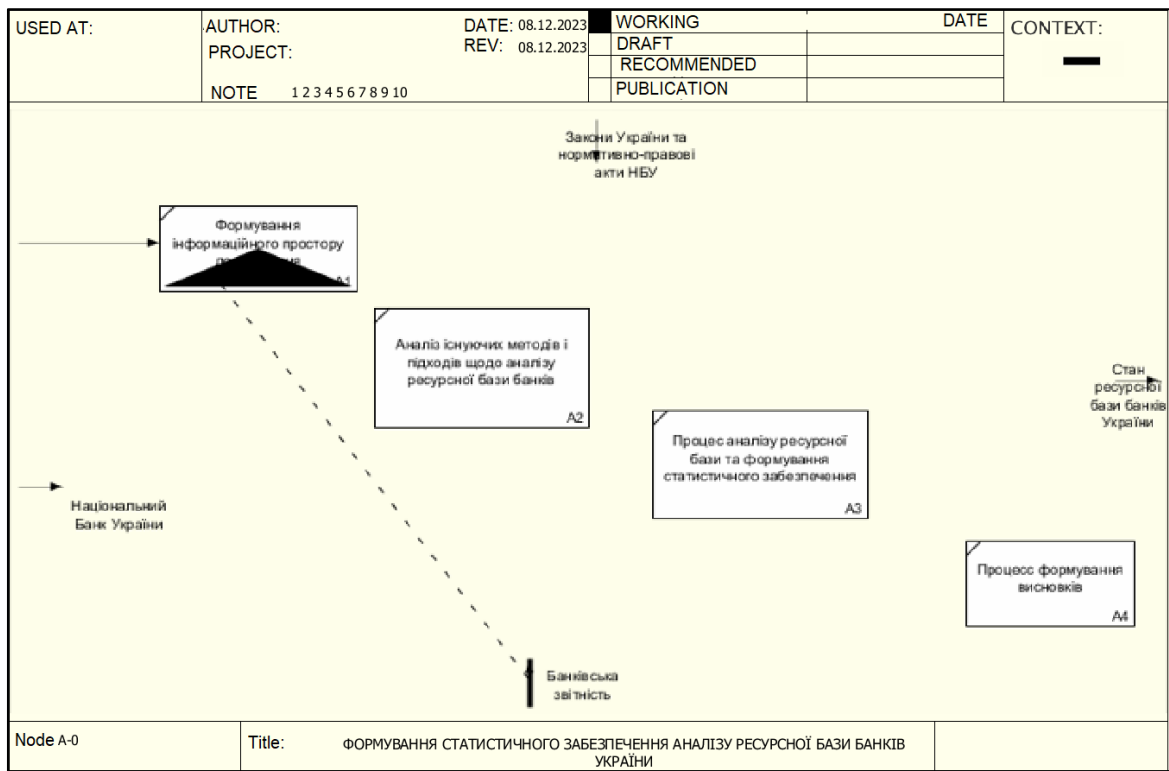 USED AT:
AUTHOR:
DATE: 08.12.2023
WORKING
DATE
CONTEXT:
PROJECT:
REV: 08.12.2023
DRAFT
RECOMMENDED
NOTE 1 2 3 4 5 6 7 8 9 10
PUBLICATION
Закони України та
нормативно-правові
акти НБУ
Формування
інформаційного простору
A1
Аналіз існуючих методів і
підходів щодо аналізу
ресурсної бази банків
A2
Стан
ресурсної
бази банків
України
Процес аналізу ресурсної
бази та формування
статистичного забезпечення
A3
Національний
Банк України
Процесс формування
висновків
A4
Банківська
звітність
Node A-0
Title:
ФОРМУВАННЯ СТАТИСТИЧНОГО ЗАБЕЗПЕЧЕННЯ АНАЛІЗУ РЕСУРСНОЇ БАЗИ БАНКІВ
УКРАЇНИ